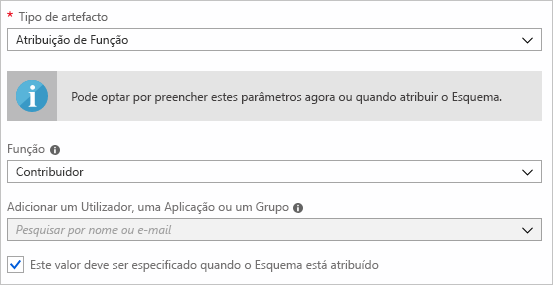 * Tipo de artefacto
Atribuição de Função
Pode optar por preencher estes parâmetros agora ou quando atribuir o Esquema.
Função
Contribuidor
Adicionar um Utilizador, uma Aplicação ou um Grupo
Pesquisar por nome ou e-mail
Este valor deve ser especificado quando o Esquema está atribuído